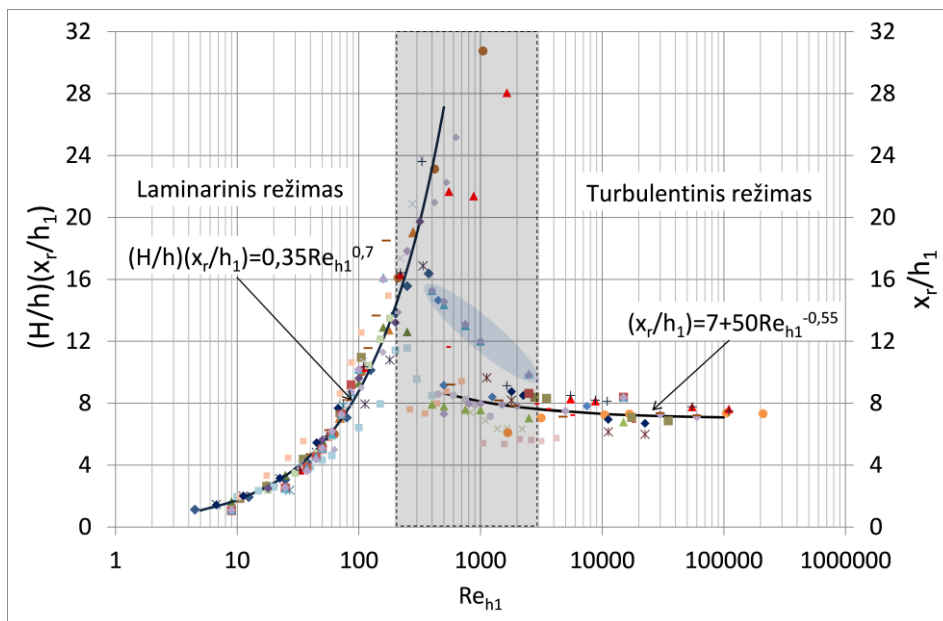 32
28
24
20
16
12
8
4
0
(H/h)(xr/h1)
32
28
24
20
16
12
8
4
0
xr/h1
Laminarinis režimas
Turbulentinis režimas
(H/h)(xr/h1)=0,35Reh1^0,7
(xr/h1)=7+50Reh1^-0,55
1 10 100 1000 10000 100000 1000000
Reh1